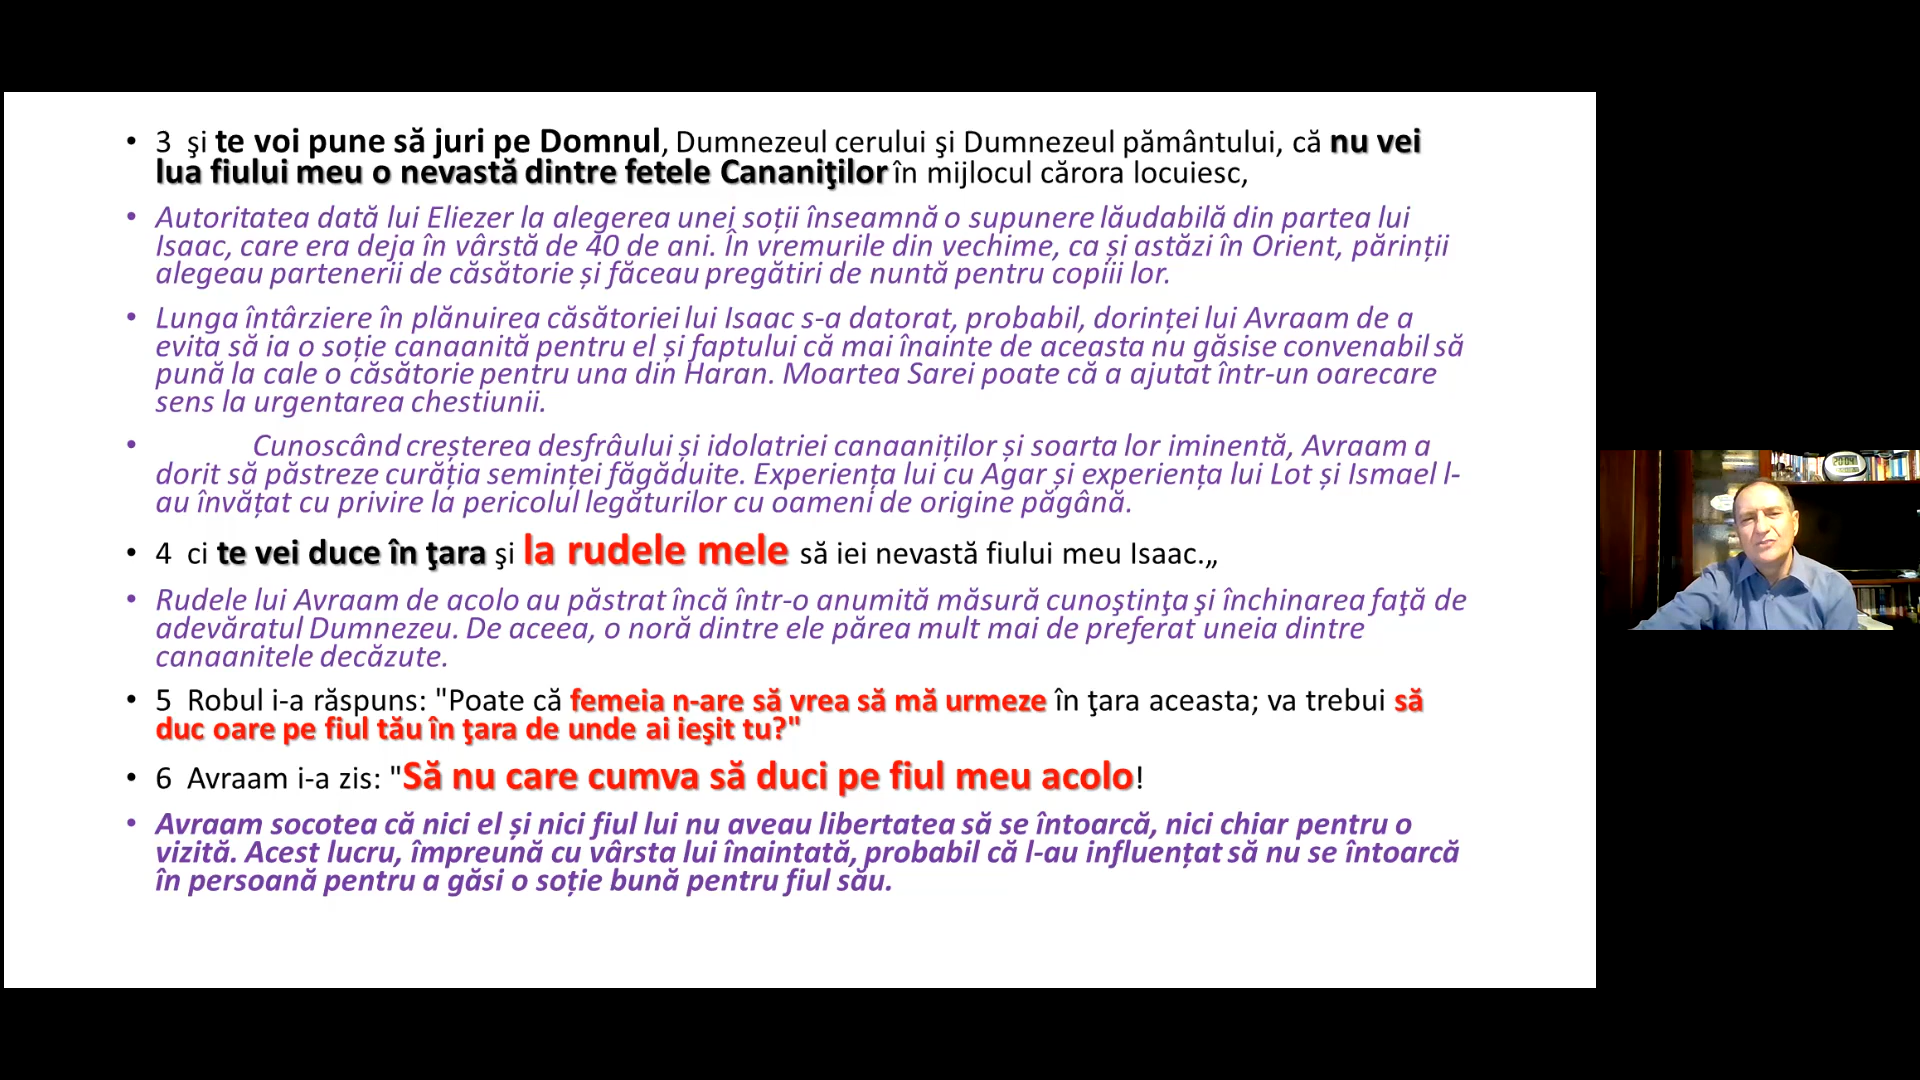 • 3 şi te voi pune să juri pe Domnul, Dumnezeul cerului şi Dumnezeul pământului, că nu vei
lua fiului meu o nevastă dintre fetele Cananiţilor în mijlocul cărora locuiesc,
• Autoritatea dată lui Eliezer la alegerea unei soții înseamnă o supunere lăudabilă din partea lui
Isaac, care era deja în vârstă de 40 de ani. În vremurile din vechime, ca și astăzi în Orient, părinții
alegeau partenerii de căsătorie și făceau pregătiri de nuntă pentru copiii lor.
• Lunga întârziere în plănuirea căsătoriei lui Isaac s-a datorat, probabil, dorinței lui Avraam de a
evita să ia o soție canaanită pentru el și faptului că mai înainte de aceasta nu găsise convenabil să
pună la cale o căsătorie pentru una din Haran. Moartea Sarei poate că a ajutat într-un oarecare
sens la urgentarea chestiunii.
• Cunoscând creșterea desfrâului și idolatriei canaaniților și soarta lor iminentă, Avraam a
dorit să păstreze curăția seminței făgăduite. Experiența lui cu Agar și experiența lui Lot și Ismael l-
au învățat cu privire la pericolul legăturilor cu oameni de origine păgână.
• 4 ci te vei duce în ţara şi la rudele mele să iei nevastă fiului meu Isaac.„
• Rudele lui Avraam de acolo au păstrat încă într-o anumită măsură cunoştinţa şi închinarea faţă de
adevăratul Dumnezeu. De aceea, o noră dintre ele părea mult mai de preferat uneia dintre
canaanitele decăzute.
• 5 Robul i-a răspuns: "Poate că femeia n-are să vrea să mă urmeze în ţara aceasta; va trebui să
duc oare pe fiul tău în ţara de unde ai ieşit tu?"
• 6 Avraam i-a zis: "Să nu care cumva să duci pe fiul meu acolo!
• Avraam socotea că nici el și nici fiul lui nu aveau libertatea să se întoarcă, nici chiar pentru o
vizită. Acest lucru, împreună cu vârsta lui înaintată, probabil că l-au influențat să nu se întoarcă
în persoană pentru a găsi o soție bună pentru fiul său.